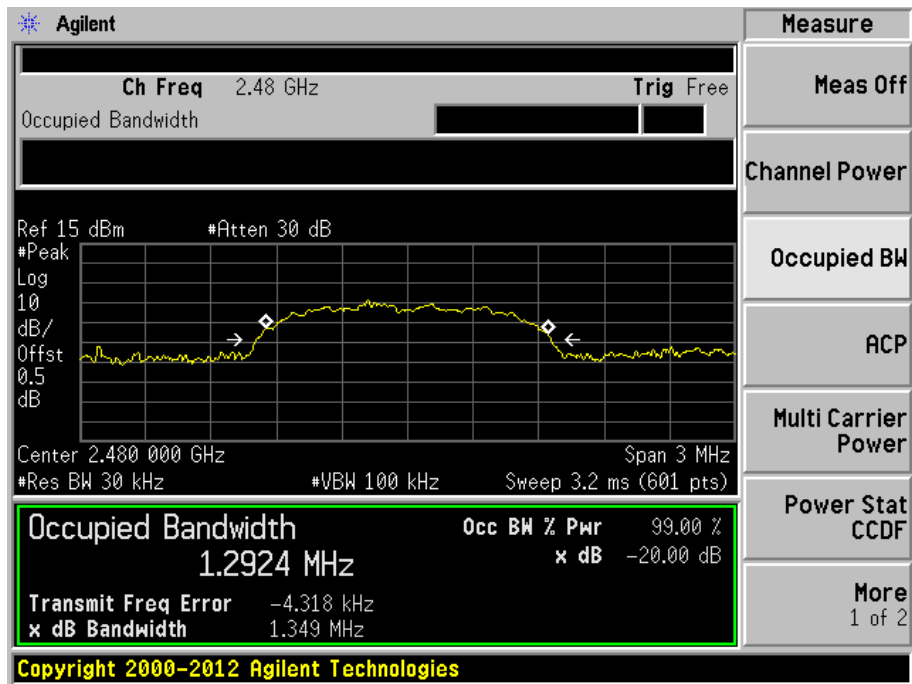 Agilent
Measure
Ch Freq 2.48 GHz Trig Free
Occupied Bandwidth
Meas Off
Channel Power
Occupied BW
ACP
Multi Carrier
Power
Power Stat
CCDF
More
1 of 2
Ref 15 dBm #Atten 30 dB
#Peak
Log
10
dB/
Offst
0.5
dB
Center 2.480 000 GHz Span 3 MHz
#Res BW 30 kHz #VBW 100 kHz Sweep 3.2 ms (601 pts)
Occupied Bandwidth Occ BW % Pwr 99.00 %
1.2924 MHz x dB -20.00 dB
Transmit Freq Error -4.318 kHz
x dB Bandwidth 1.349 MHz
Copyright 2000-2012 Agilent Technologies